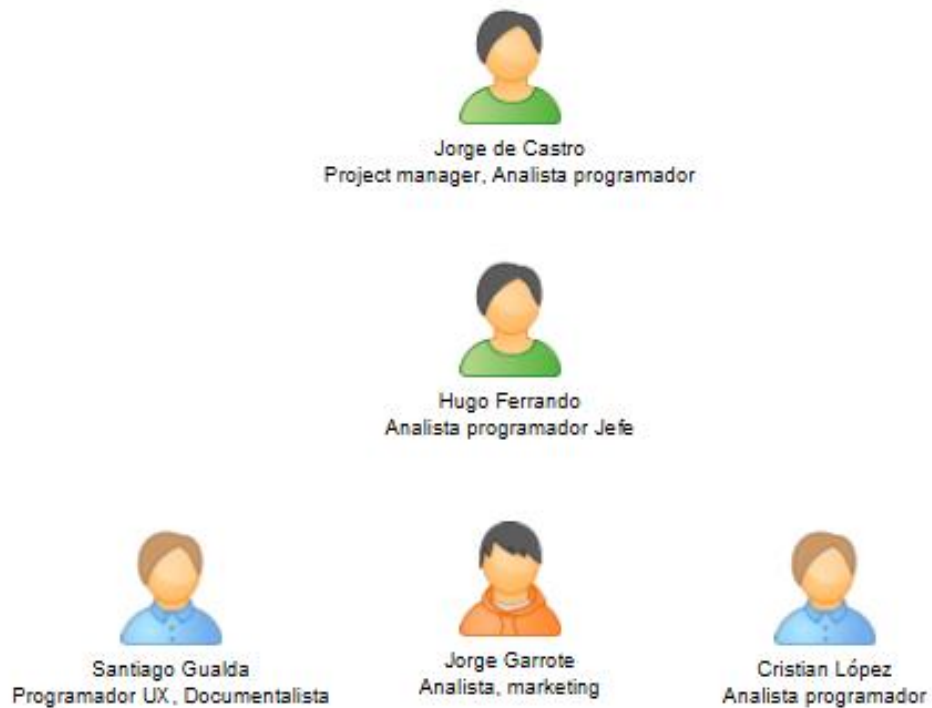 Jorge de Castro
Project manager, Analista programador
Hugo Ferrando
Analista programador Jefe
Santiago Gualda
Programador UX, Documentalista
Jorge Garrote
Analista, marketing
Cristian López
Analista programador